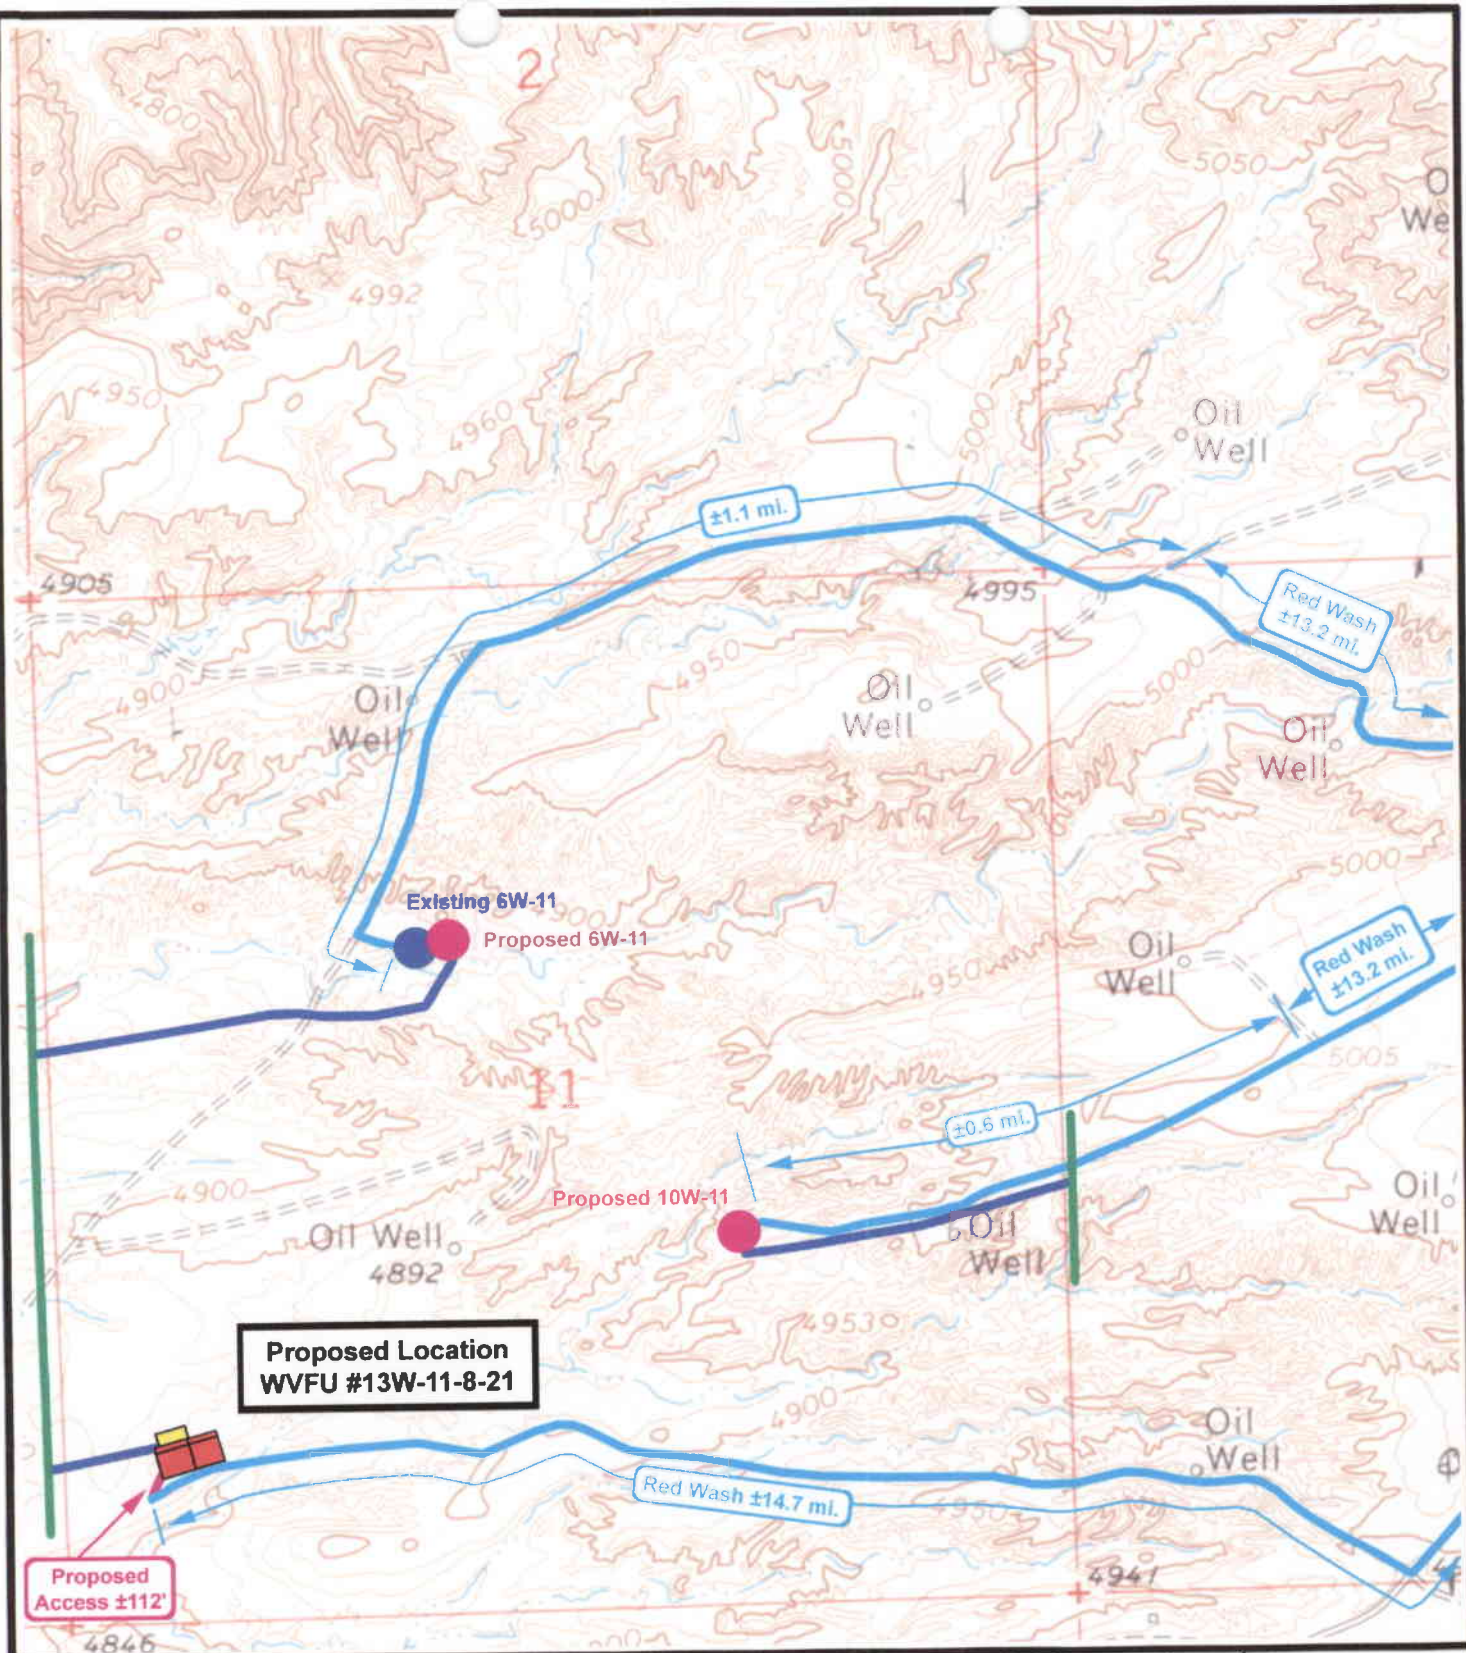 2
4800
5000
5000
5050
O
We
4992
4950
4960
5000
Oil
Well
±1.1 mi.
4905
4995
Red Wash
±13.2 mi.
4900
Oil
Well
4950
Oil
Well
5000
Oil
Well
5000
Existing 6W-11
Proposed 6W-11
Oil
Well
4950
Red Wash
±13.2 mi.
5005
11
±0.6 mi.
4900
Proposed 10W-11
Oil Well
4892
Oil
Well
Oil
Well
49530
Proposed Location
WVFU #13W-11-8-21
4900
Oil
Well
Red Wash ±14.7 mi.
4950
Proposed
Access ±112'
4941
4846